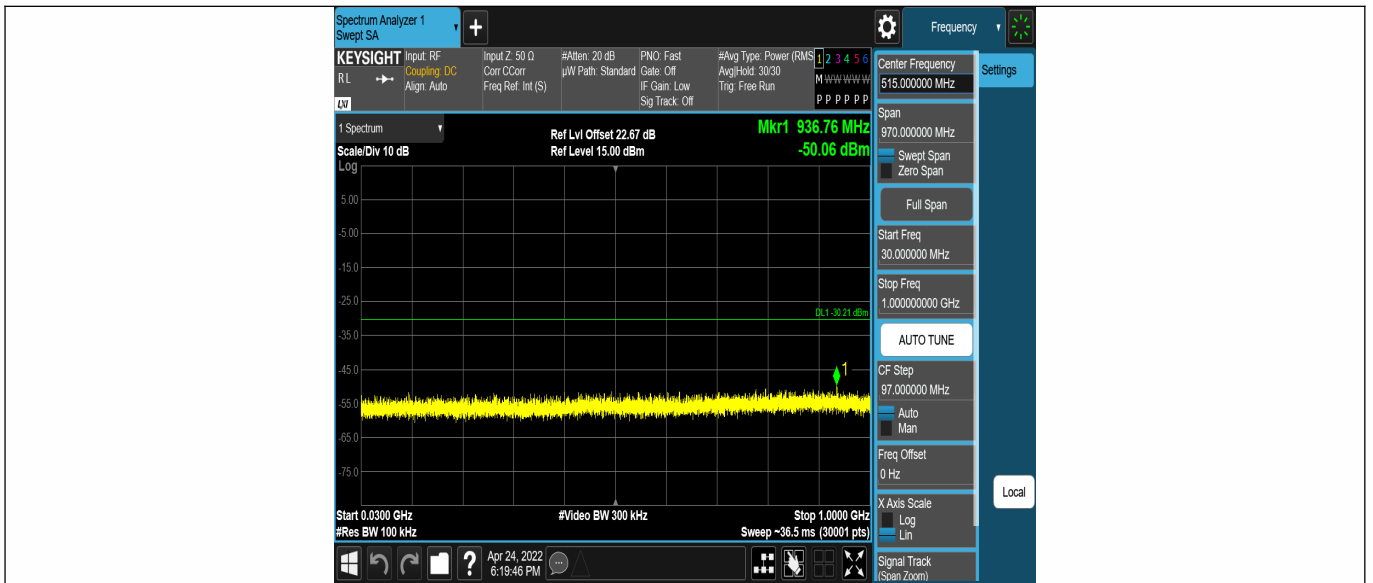 Spectrum Analyzer 1
Swept SA
+
Frequency
KEYSIGHT
RL
LXI
Input: RF
Coupling: DC
Align: Auto
Input Z: 50 Ω
Corr CCorr
Freq Ref: Int (S)
#Atten: 20 dB
µW Path: Standard
PNO: Fast
Gate: Off
IF Gain: Low
Sig Track: Off
#Avg Type: Power (RMS
Avg|Hold: 30/30
Trig: Free Run
1 2 3 4 5 6
M W W W W W
P P P P P P
1 Spectrum
Scale/Div 10 dB
Log
Ref Lvl Offset 22.67 dB
Ref Level 15.00 dBm
Mkr1 936.76 MHz
-50.06 dBm
5.00
-5.00
-15.0
-25.0
DL1 -30.21 dBm
-35.0
-45.0
1
-55.0
-65.0
-75.0
Start 0.0300 GHz
#Res BW 100 kHz
#Video BW 300 kHz
Stop 1.0000 GHz
Sweep ~36.5 ms (30001 pts)
?
Apr 24, 2022
6:19:46 PM
Center Frequency
515.000000 MHz
Settings
Span
970.000000 MHz
Swept Span
Zero Span
Full Span
Start Freq
30.000000 MHz
Stop Freq
1.000000000 GHz
AUTO TUNE
CF Step
97.000000 MHz
Auto
Man
Freq Offset
0 Hz
X Axis Scale
Log
Lin
Local
Signal Track
(Span Zoom)